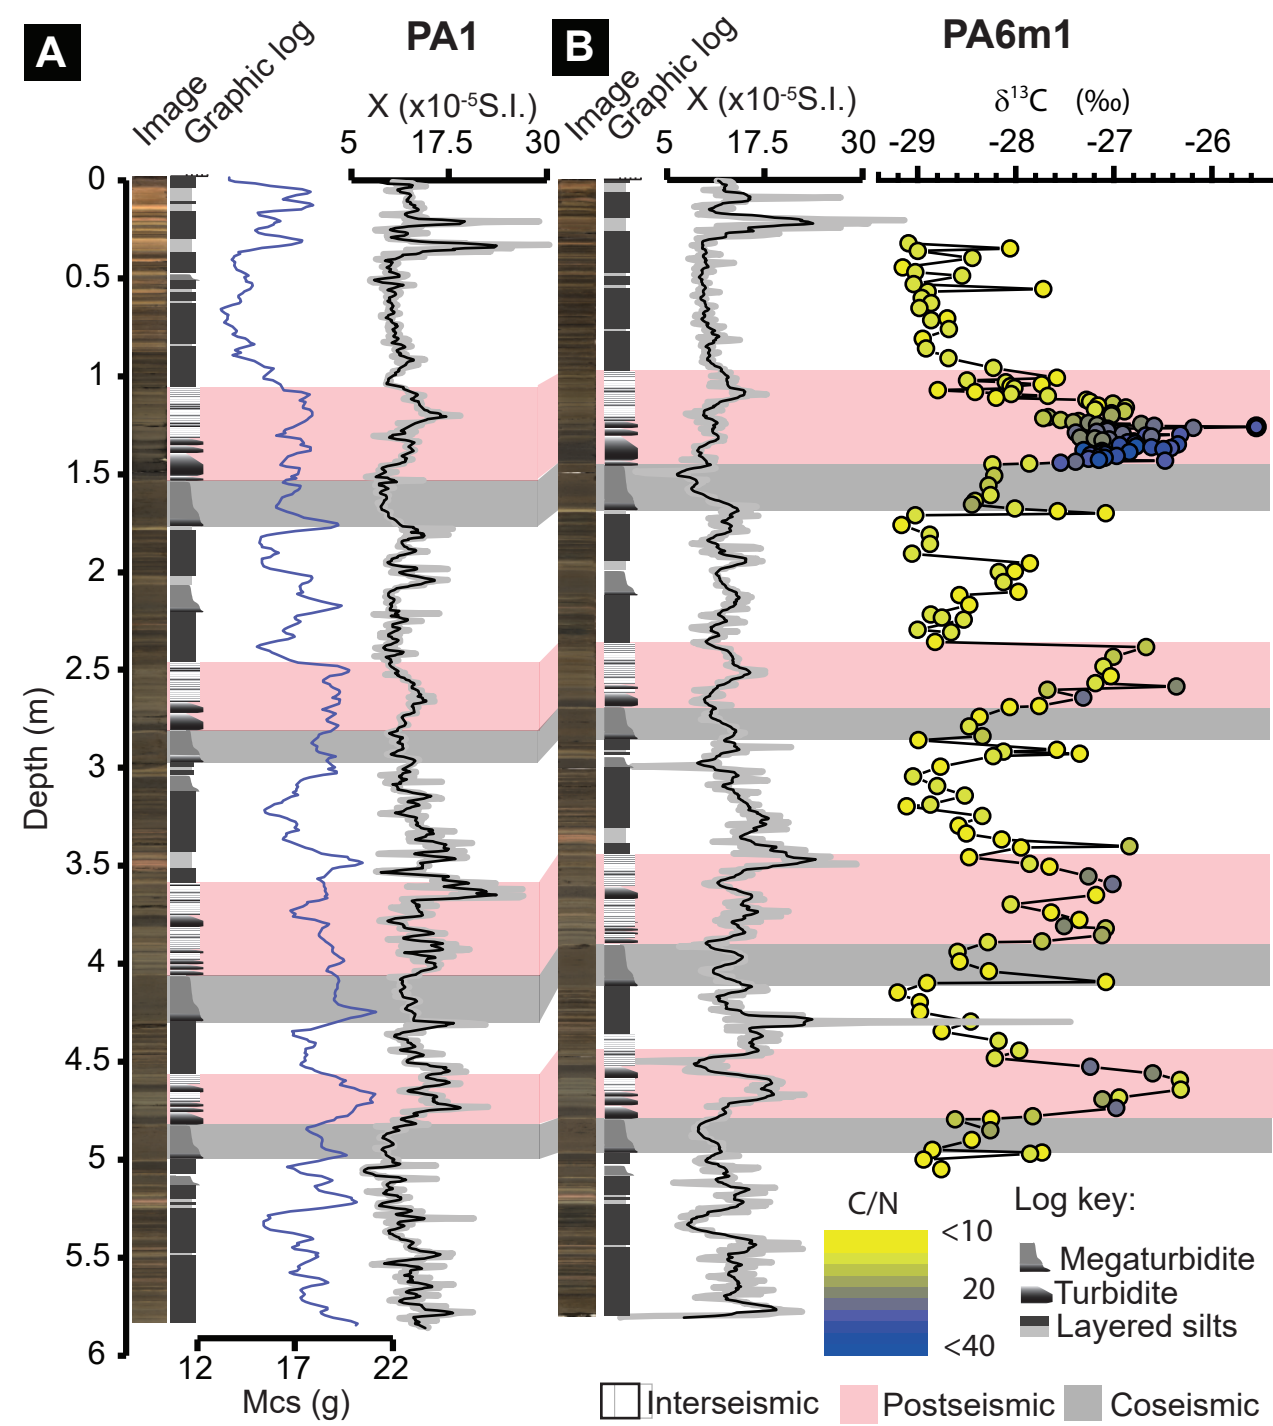 A
Image
Graphic log
PA1
X (x10-5S.I.)
5 17.5 30
B
Image
Graphic log
PA6m1
X (x10-5S.I.)
5 17.5 30
δ13C (‰)
-29 -28 -27 -26
Depth (m)
0
0.5
1
1.5
2
2.5
3
3.5
4
4.5
5
5.5
6
12 17 22
Mcs (g)
C/N
<10
20
<40
Log key:
Megaturbidite
Turbidite
Layered silts
Interseismic
Postseismic
Coseismic